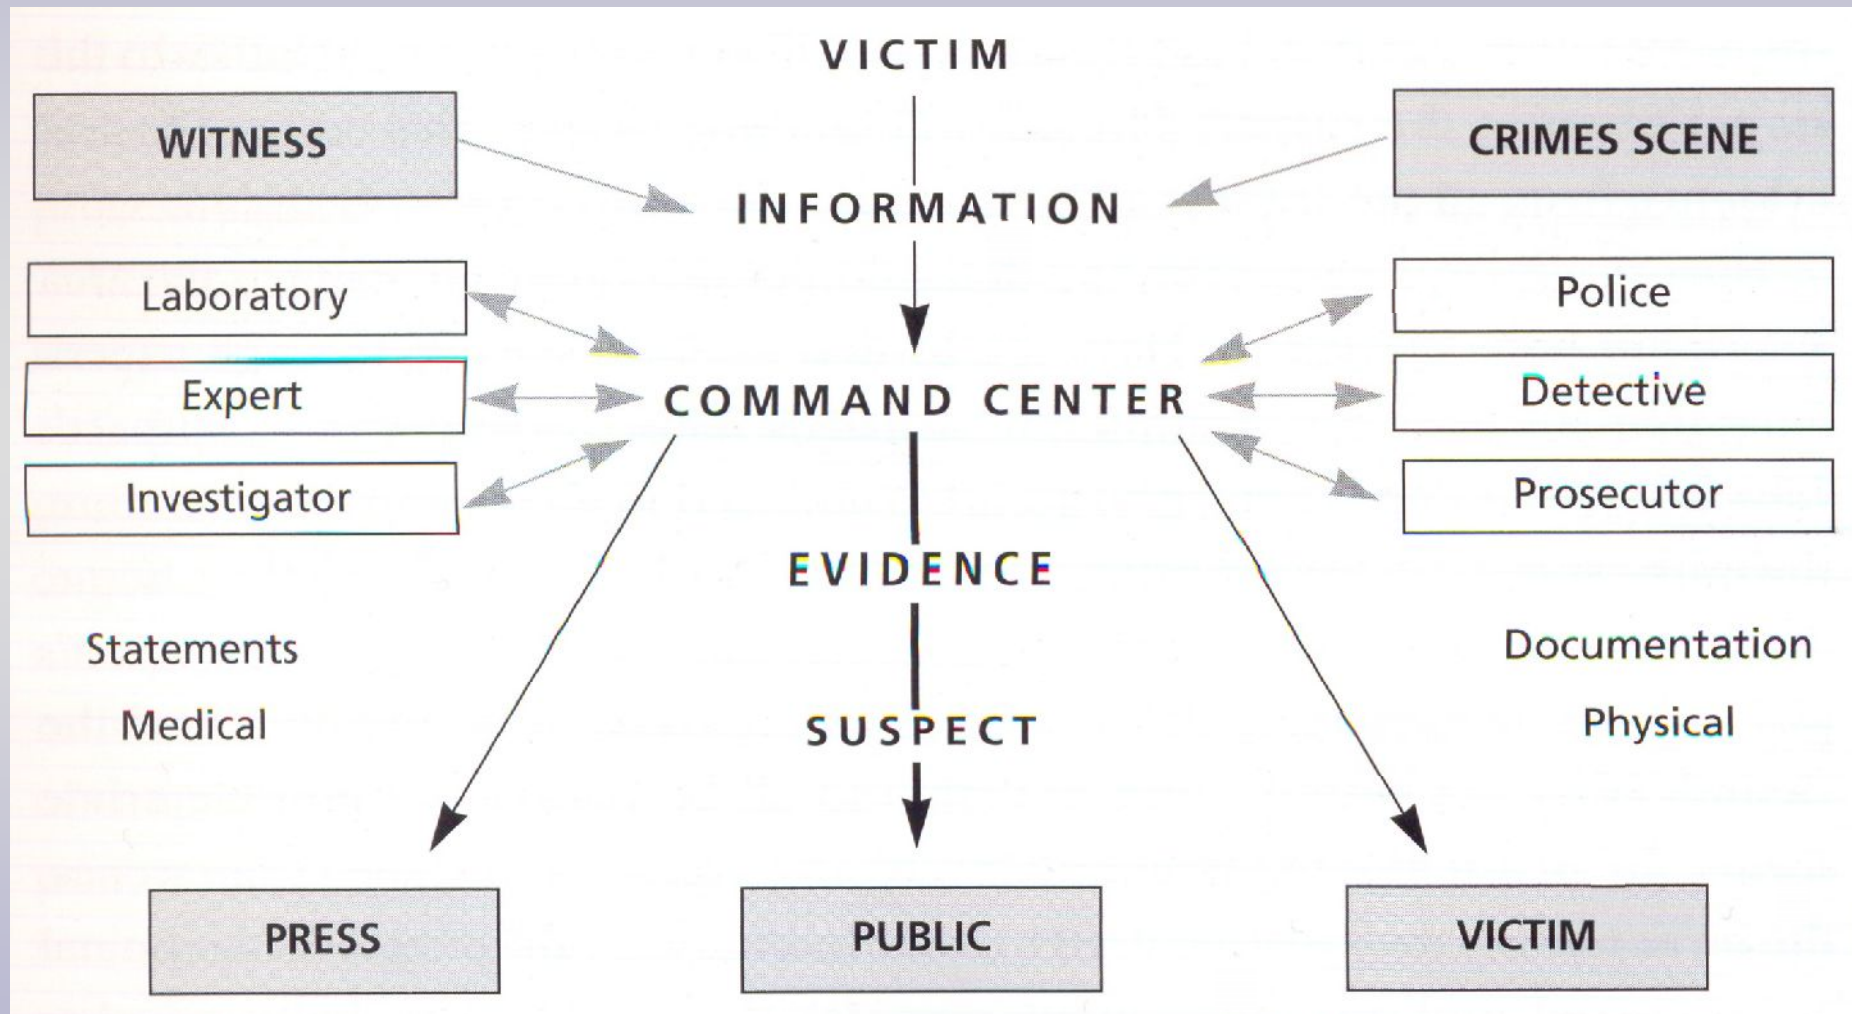 VICTIM
WITNESS
CRIMES SCENE
INFORMATION
Laboratory
Police
Expert
COMMAND CENTER
Detective
Investigator
Prosecutor
EVIDENCE
Statements
Documentation
Medical
SUSPECT
Physical
PRESS
PUBLIC
VICTIM